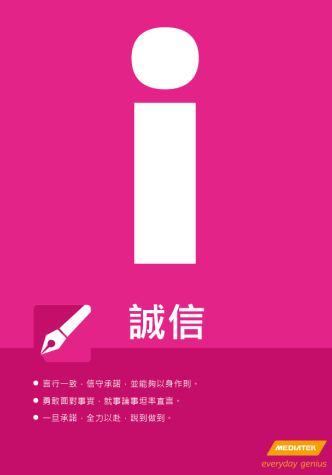 i
誠信
● 言行一致，信守承諾，並能夠以身作則。
● 勇敢面對事實，就事論事坦率直言。
● 一旦承諾，全力以赴，說到做到。
MEDIATEK
everyday genius